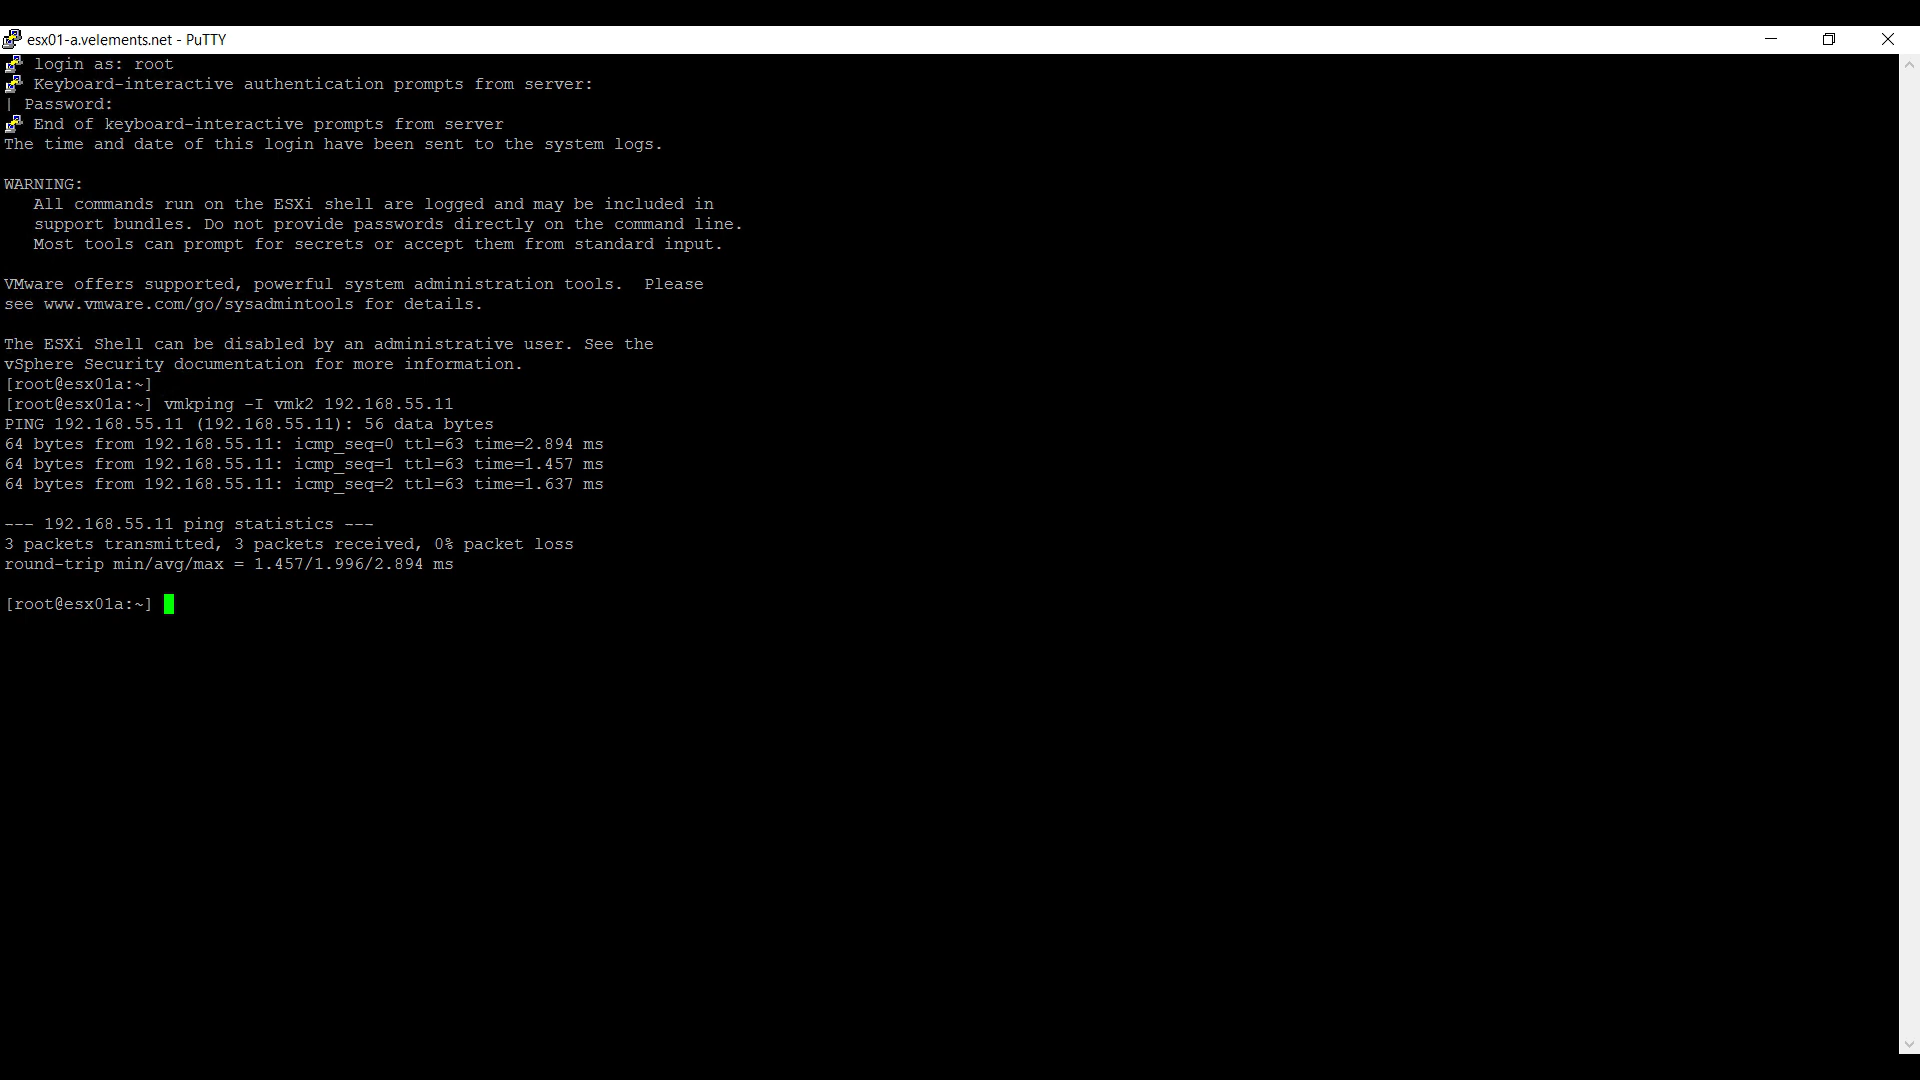 esx01-a.velements.net - PuTTY
login as: root
Keyboard-interactive authentication prompts from server:
| Password:
End of keyboard-interactive prompts from server
The time and date of this login have been sent to the system logs.
WARNING:
All commands run on the ESXi shell are logged and may be included in
support bundles. Do not provide passwords directly on the command line.
Most tools can prompt for secrets or accept them from standard input.
VMware offers supported, powerful system administration tools.  Please
see www.vmware.com/go/sysadmintools for details.
The ESXi Shell can be disabled by an administrative user. See the
vSphere Security documentation for more information.
[root@esx01a:~]
[root@esx01a:~] vmkping -I vmk2 192.168.55.11
PING 192.168.55.11 (192.168.55.11): 56 data bytes
64 bytes from 192.168.55.11: icmp_seq=0 ttl=63 time=2.894 ms
64 bytes from 192.168.55.11: icmp_seq=1 ttl=63 time=1.457 ms
64 bytes from 192.168.55.11: icmp_seq=2 ttl=63 time=1.637 ms
--- 192.168.55.11 ping statistics ---
3 packets transmitted, 3 packets received, 0% packet loss
round-trip min/avg/max = 1.457/1.996/2.894 ms
[root@esx01a:~]